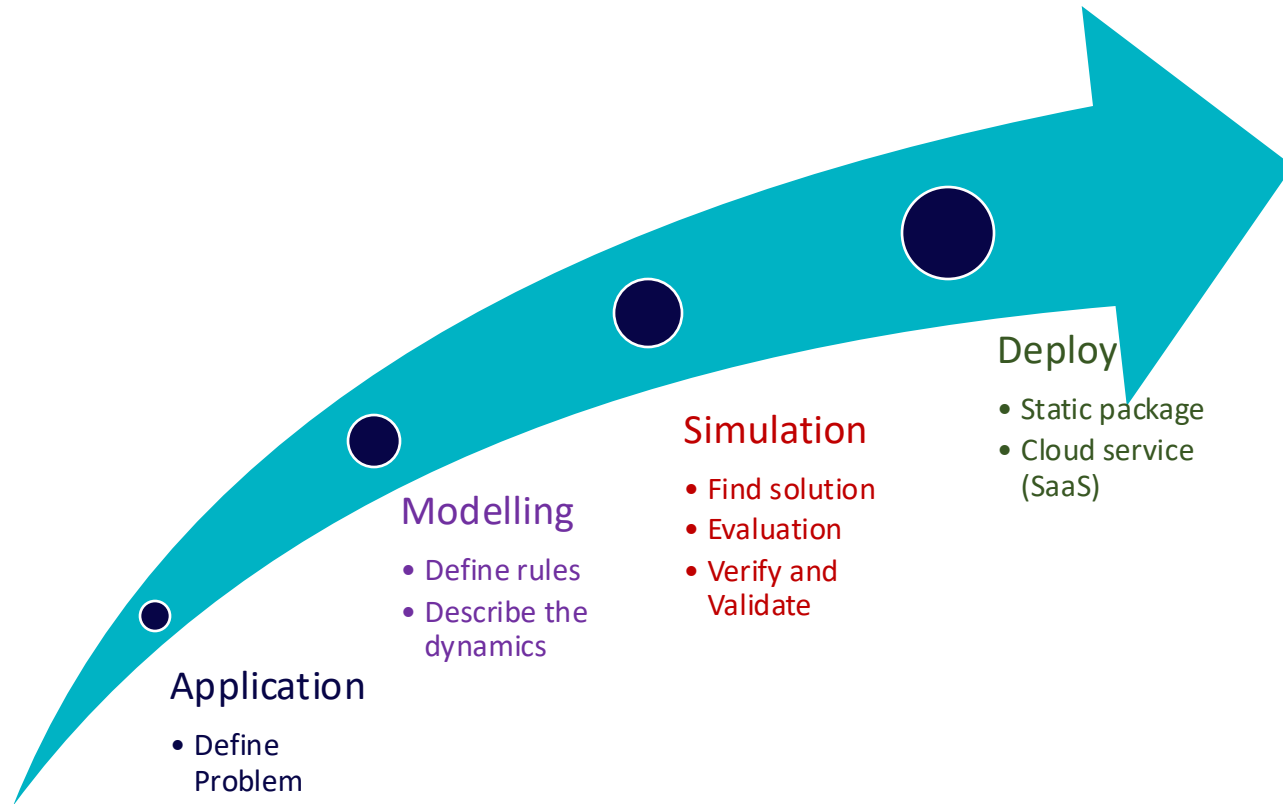 Application
• Define
Problem
Modelling
• Define rules
• Describe the
dynamics
Simulation
• Find solution
• Evaluation
• Verify and
Validate
Deploy
• Static package
• Cloud service
(SaaS)